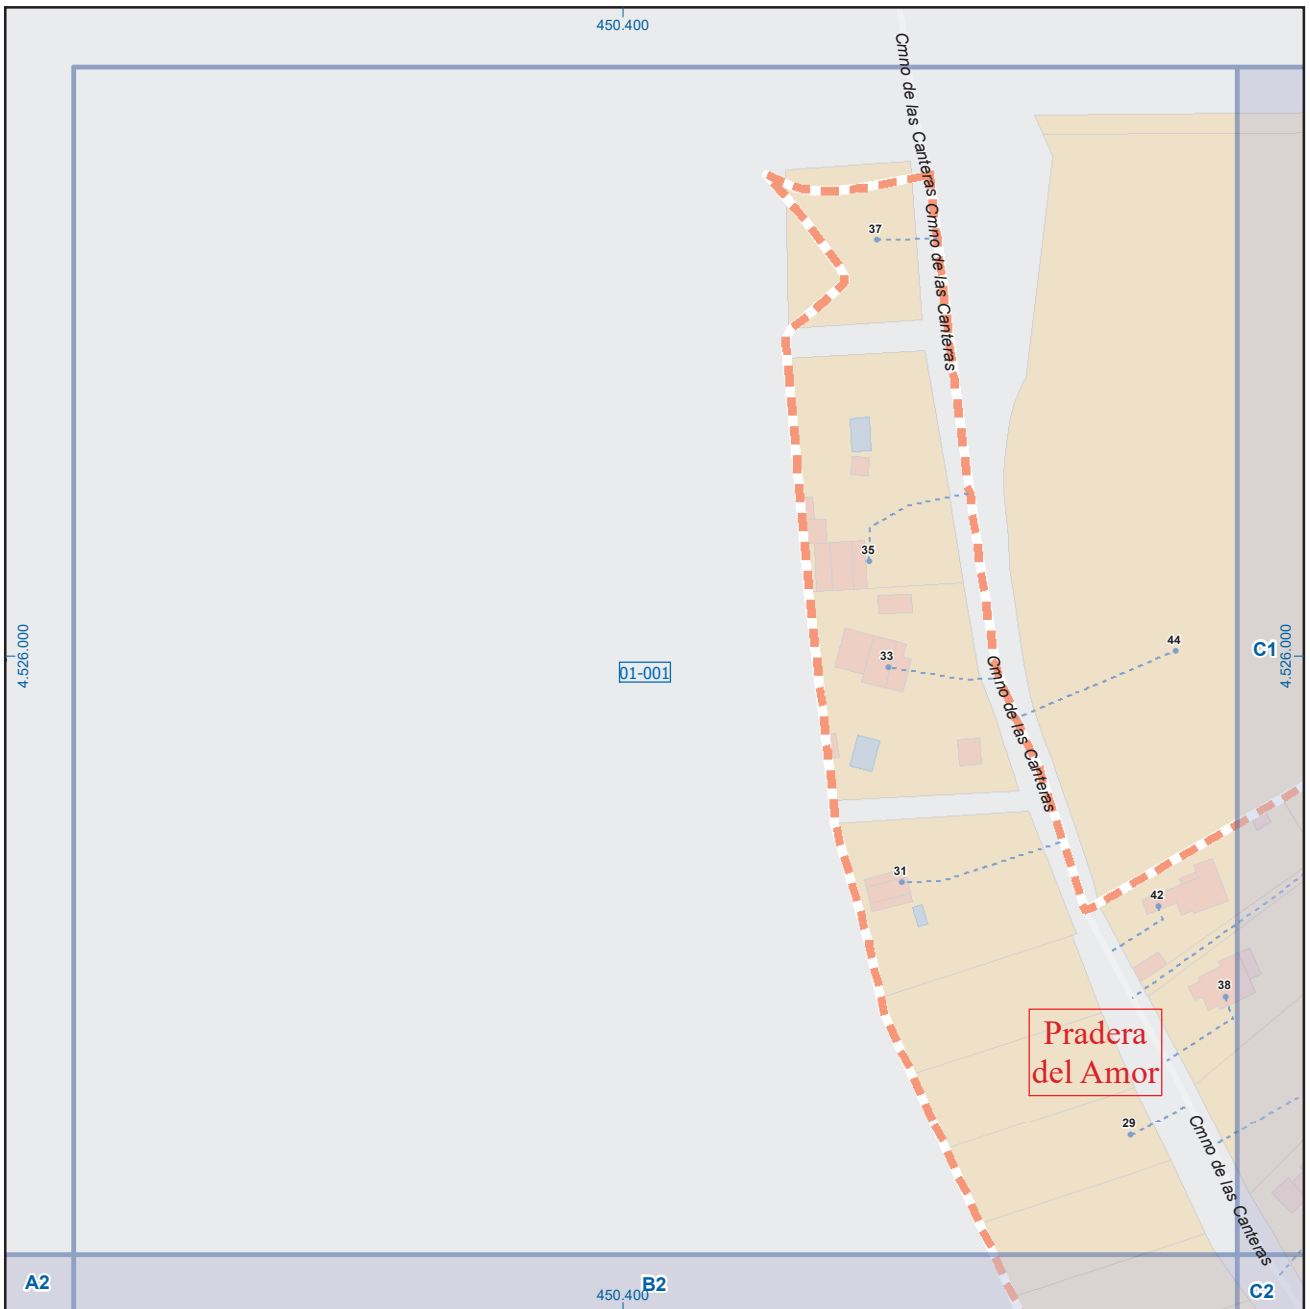 450.400
Cmno de las Canteras
Cmno de las Canteras
37
35
33
44
4.526.000
01-001
C1
4.526.000
Cmno de las Canteras
31
42
38
Pradera
del Amor
29
Cmno de las Canteras
A2
B2
C2
450.400